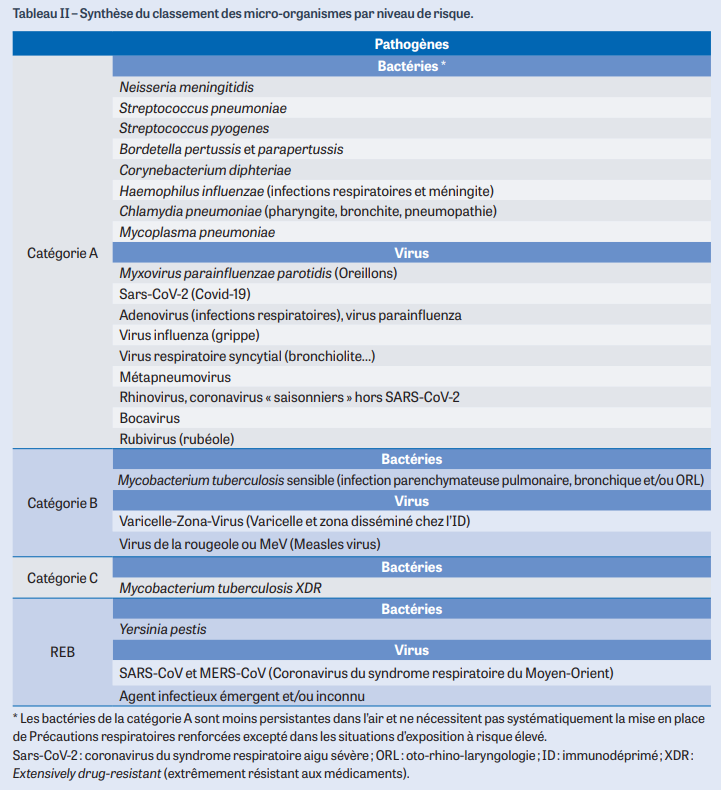 Tableau II – Synthèse du classement des micro-organismes par niveau de risque.
Pathogènes
Catégorie A
Bactéries *
Neisseria meningitidis
Streptococcus pneumoniae
Streptococcus pyogenes
Bordetella pertussis et parapertussis
Corynebacterium diphteriae
Haemophilus influenzae (infections respiratoires et méningite)
Chlamydia pneumoniae (pharyngite, bronchite, pneumopathie)
Mycoplasma pneumoniae
Virus
Myxovirus parainfluenzae parotidis (Oreillons)
Sars-CoV-2 (Covid-19)
Adenovirus (infections respiratoires), virus parainfluenza
Virus influenza (grippe)
Virus respiratoire syncytial (bronchiolite...)
Métapneumovirus
Rhinovirus, coronavirus « saisonniers » hors SARS-CoV-2
Bocavirus
Rubivirus (rubéole)
Catégorie B
Bactéries
Mycobacterium tuberculosis sensible (infection parenchymateuse pulmonaire, bronchique et/ou ORL)
Virus
Varicelle-Zona-Virus (Varicelle et zona disséminé chez l'ID)
Virus de la rougeole ou MeV (Measles virus)
Catégorie C
Bactéries
Mycobacterium tuberculosis XDR
REB
Bactéries
Yersinia pestis
Virus
SARS-CoV et MERS-CoV (Coronavirus du syndrome respiratoire du Moyen-Orient)
Agent infectieux émergent et/ou inconnu
* Les bactéries de la catégorie A sont moins persistantes dans l'air et ne nécessitent pas systématiquement la mise en place
de Précautions respiratoires renforcées excepté dans les situations d'exposition à risque élevé.
Sars-CoV-2 : coronavirus du syndrome respiratoire aigu sévère ; ORL : oto-rhino-laryngologie ; ID : immunodéprimé ; XDR :
Extensively drug-resistant (extrêmement résistant aux médicaments).